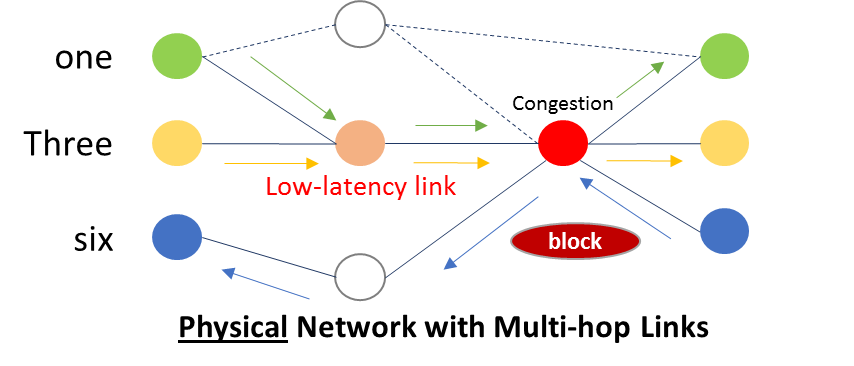 one
Congestion
Three
Low-latency link
six
block
Physical Network with Multi-hop Links